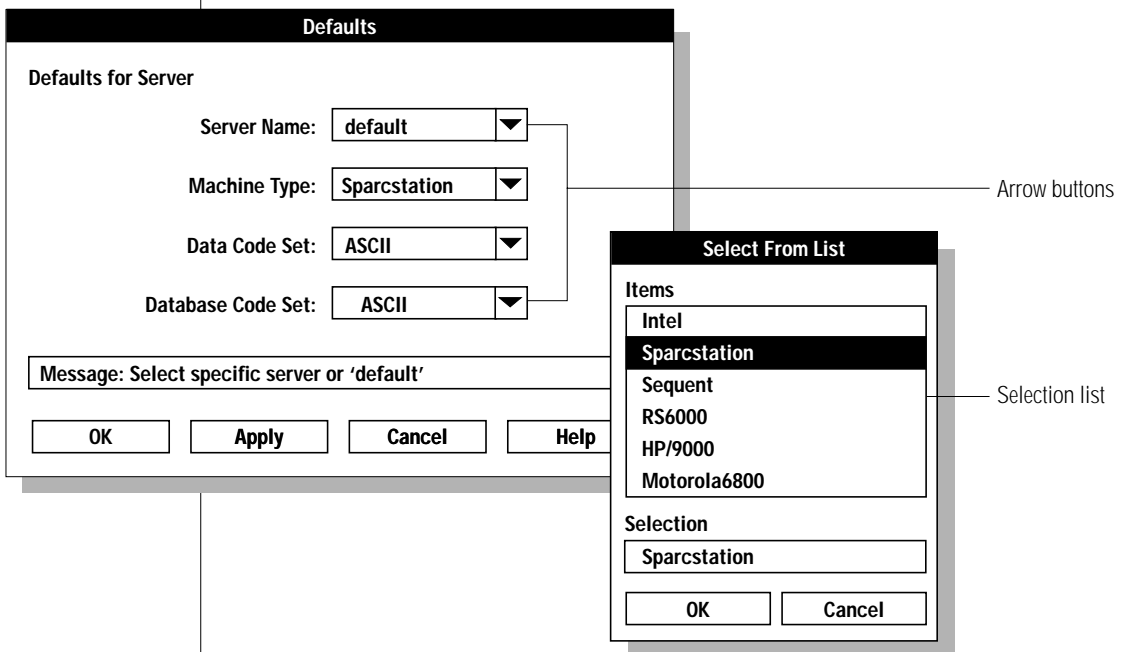 Defaults
Defaults for Server
Server Name: default
Machine Type: Sparcstation
Data Code Set: ASCII
Database Code Set: ASCII
Message: Select specific server or ‘default’
OK Apply Cancel Help
Arrow buttons
Select From List
Items
Intel
Sparcstation
Sequent
RS6000
HP/9000
Motorola6800
Selection
Sparcstation
OK Cancel
Selection list